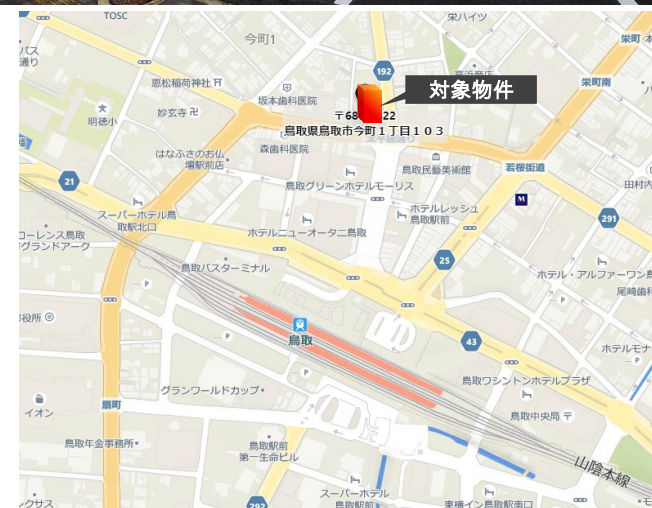 TOSC
栄ハイツ
今町1
栄町
バス
通り
192
栄町南
恵松稲荷神社
対象物件
坂本歯科医院
明徳小
妙玄寺
鳥取県鳥取市今町１丁目１０３
森歯科医院
はなふさのお仏
壇駅前店
鳥取民藝美術館
若桜街道
21
鳥取グリーンホテルモーリス
田村内
M
スーパーホテル鳥
取駅北口
ホテルレッシュ
鳥取駅前
291
ホテルニューオータニ鳥取
ローレンス鳥取
グランドアーク
25
鳥取バスターミナル
ホテル・アルファーワン鳥
P
尾崎歯科
役所
鳥取
43
P
ホテルモナ
グランワールドカップ
鳥取ワシントンホテルプラザ
イオン
扇町
鳥取中央局
P
鳥取年金事務所
鳥取駅前
第一生命ビル
山陰本線
スーパーホテル
鳥取駅前
292
東横イン鳥取駅南口
クサス